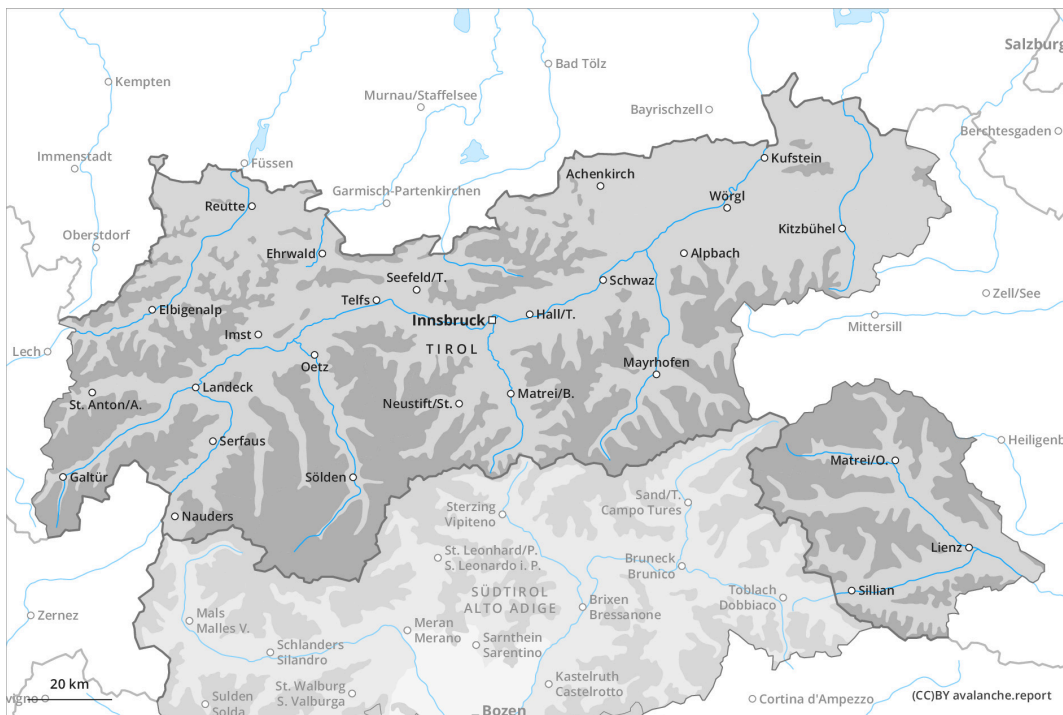 Salzburg
Kempten
Bad Tölz
Murnau/Staffelsee
Bayrischzell
Berchtesgaden
Immenstadt
Füssen
Kufstein
Achenkirch
Garmisch-Partenkirchen
Reutte
Wörgl
Oberstdorf
Kitzbühel
Ehrwald
Alpbach
Seefeld/T.
Schwaz
Zell/See
Telfs
Elbigenalp
Innsbruck
Hall/T.
Mittersill
Imst
TIROL
Lech
Oetz
Mayrhofen
Landeck
Matrei/B.
St. Anton/A.
Neustift/St.
Serfaus
Heiligenb
Matrei/O.
Galtür
Sölden
Sand/T.
Campo Tures
Sterzing
Vipiteno
Nauders
Lienz
St. Leonhard/P.
S. Leonardo i. P.
Bruneck
Brunico
SÜDTIROL
ALTO ADIGE
Toblach
Dobbiaco
Sillian
Brixen
Bressanone
Zernez
Mals
Malles V.
Meran
Merano
Sarnthein
Sarentino
Schlanders
Silandro
Kastelruth
Castelrotto
20 km
St. Walburg
S. Valburga
vigno
Sulden
Solda
Cortina d'Ampezzo
(CC)BY avalanche.report
Bozen